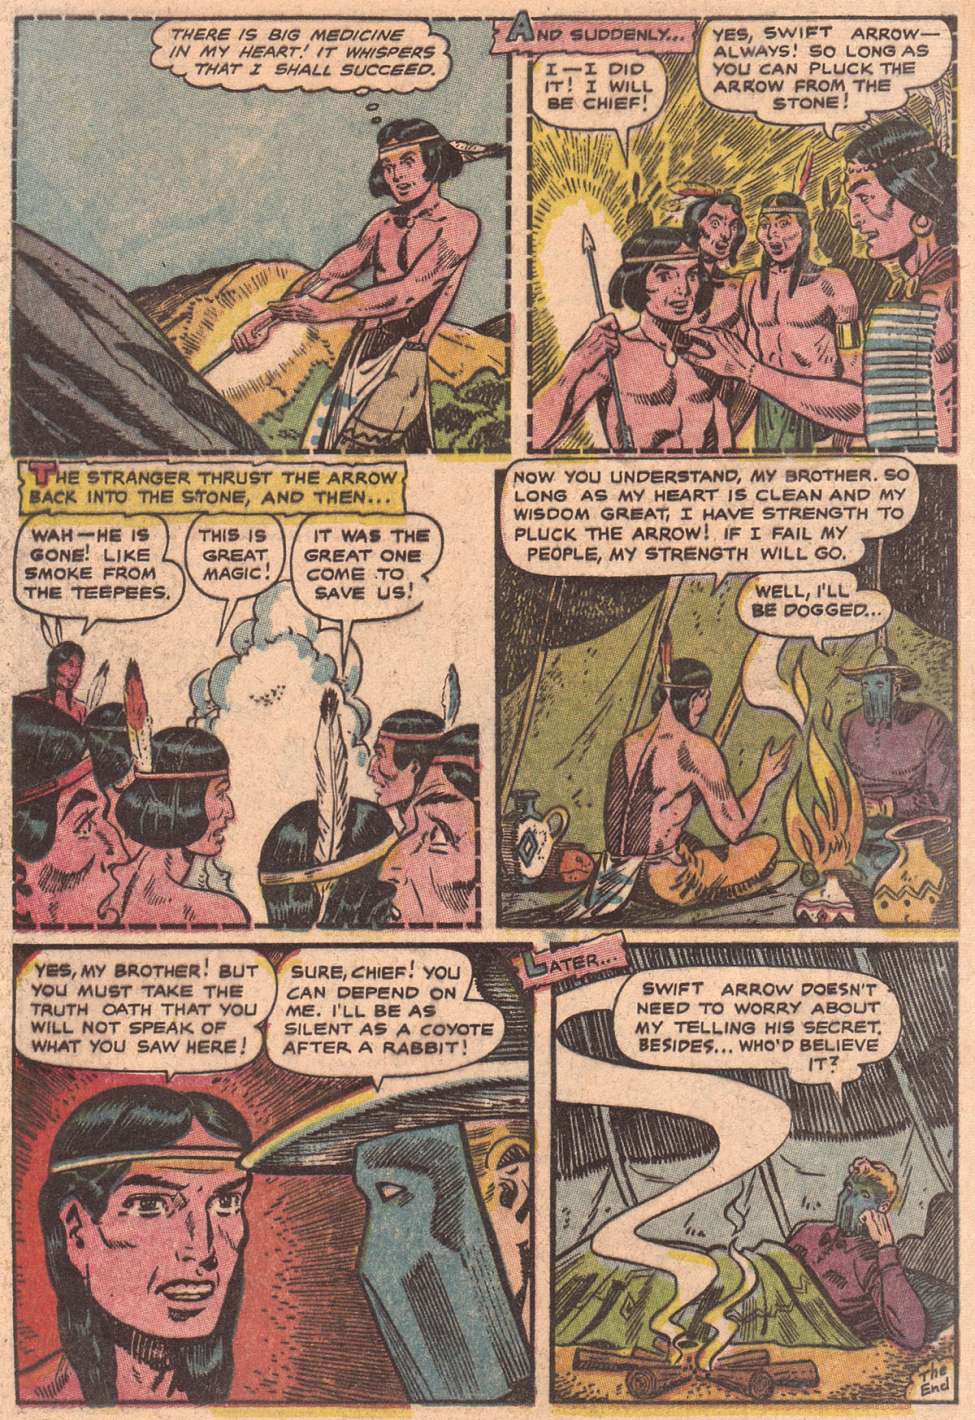 THERE IS BIG MEDICINE
IN MY HEART! IT WHISPERS
THAT I SHALL SUCCEED.
AND SUDDENLY...
I—I DID
IT! I WILL
BE CHIEF!
YES, SWIFT ARROW—
ALWAYS! SO LONG AS
YOU CAN PLUCK THE
ARROW FROM THE
STONE!
THE STRANGER THRUST THE ARROW
BACK INTO THE STONE, AND THEN...
WAH—HE IS
GONE! LIKE
SMOKE FROM
THE TEEPEES.
THIS IS
GREAT
MAGIC!
IT WAS THE
GREAT ONE
COME TO
SAVE US!
NOW YOU UNDERSTAND, MY BROTHER. SO
LONG AS MY HEART IS CLEAN AND MY
WISDOM GREAT, I HAVE STRENGTH TO
PLUCK THE ARROW! IF I FAIL MY
PEOPLE, MY STRENGTH WILL GO.
WELL, I'LL
BE DOGGED...
YES, MY BROTHER! BUT
YOU MUST TAKE THE
TRUTH OATH THAT YOU
WILL NOT SPEAK OF
WHAT YOU SAW HERE!
SURE, CHIEF! YOU
CAN DEPEND ON
ME. I'LL BE AS
SILENT AS A COYOTE
AFTER A RABBIT!
LATER...
SWIFT ARROW DOESN'T
NEED TO WORRY ABOUT
MY TELLING HIS SECRET.
BESIDES... WHO'D BELIEVE
IT?
The
End